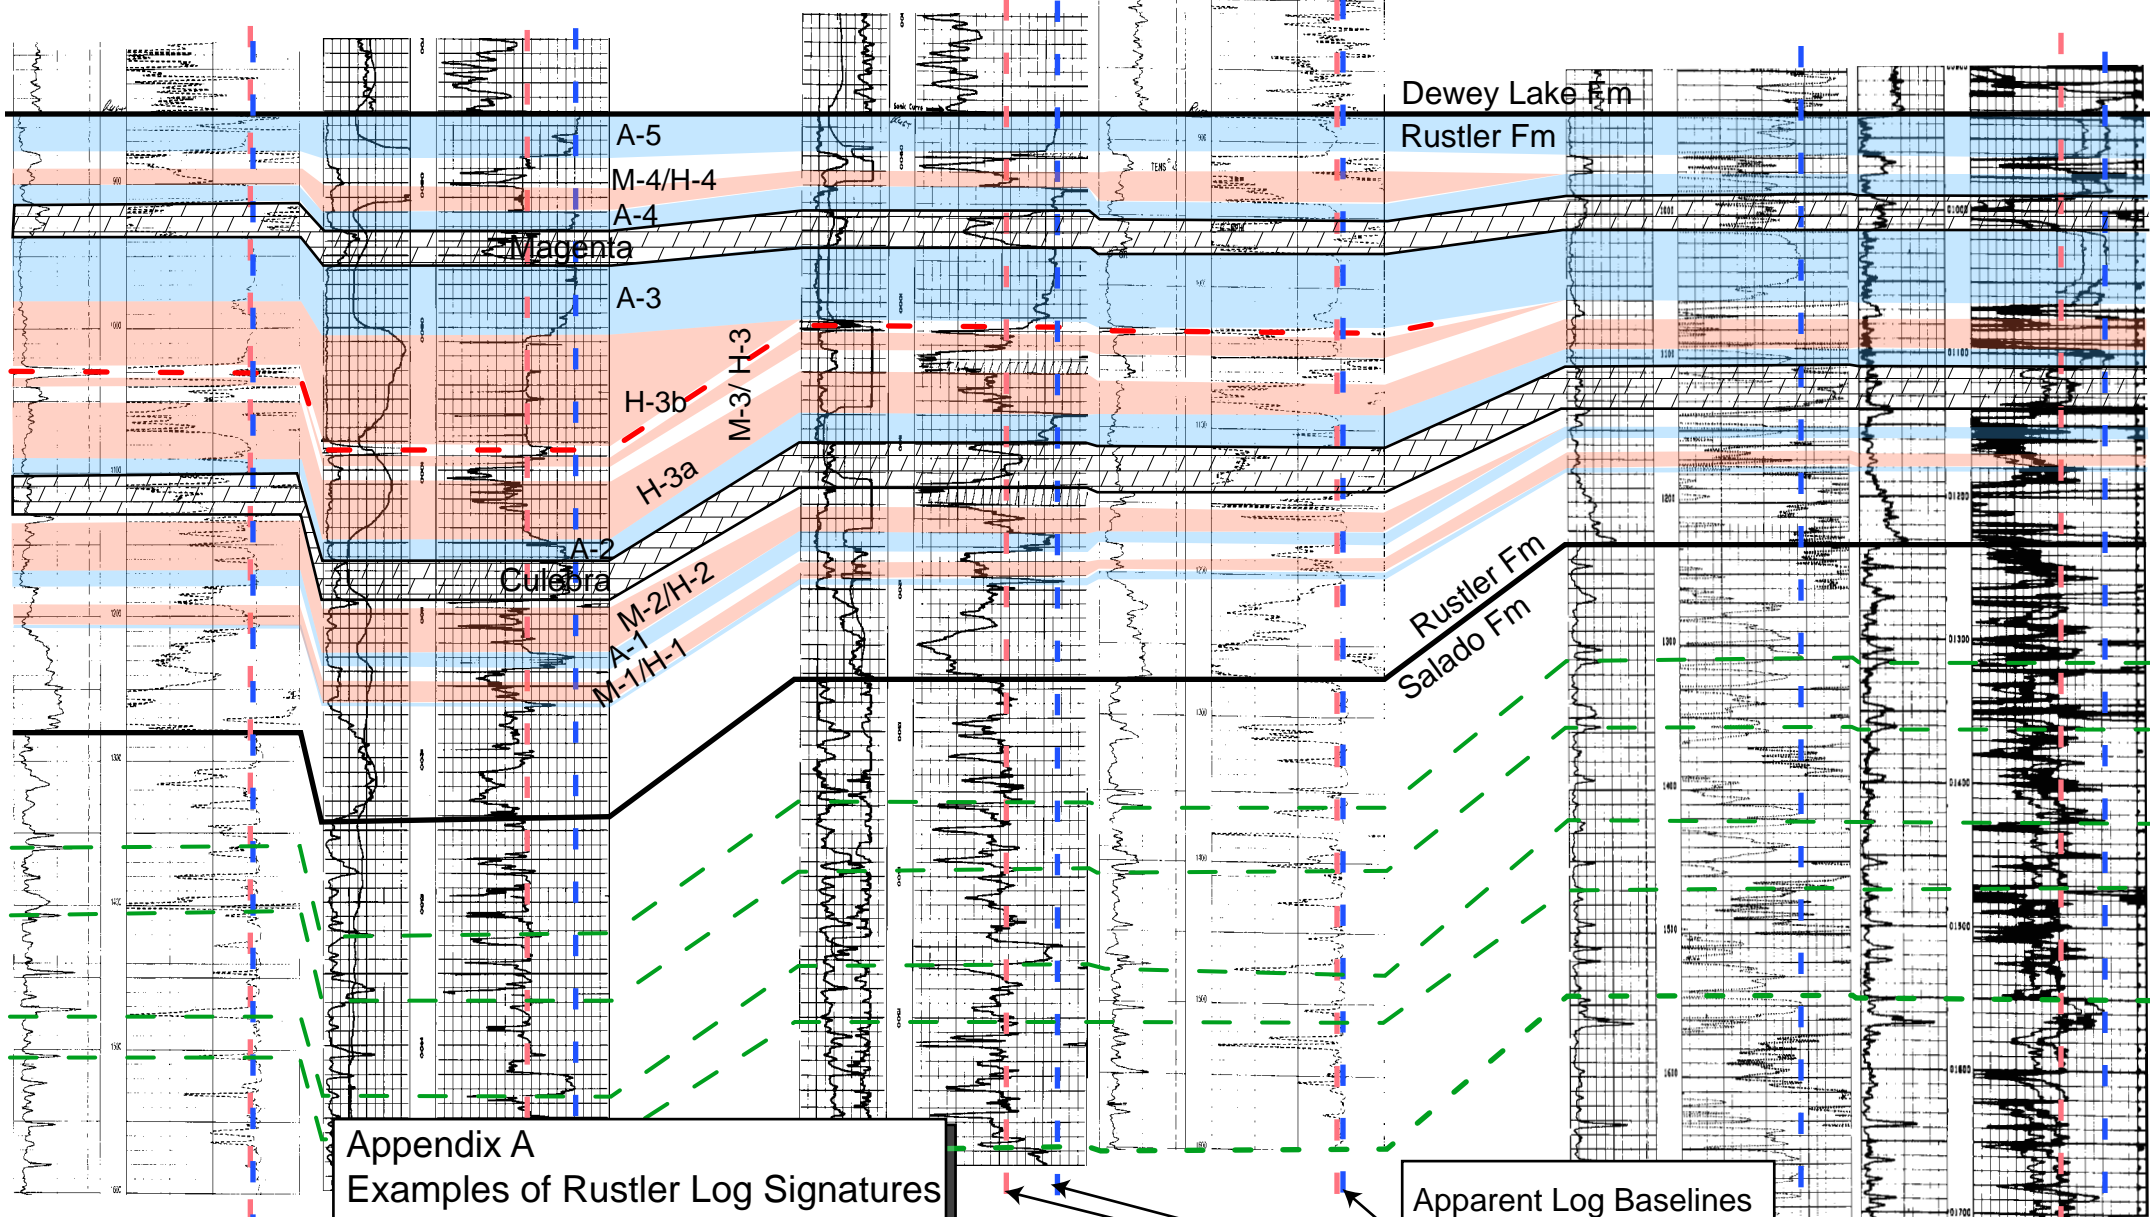 Dewey Lake Fm
Rustler Fm
A-5
M-4/H-4
A-4
Magenta
A-3
H-3b
M-3/ H-3
H-3a
A-2
Culebra
M-2/H-2
A-1
M-1/H-1
Rustler Fm
Salado Fm
TENS
Appendix A
Examples of Rustler Log Signatures
Apparent Log Baselines